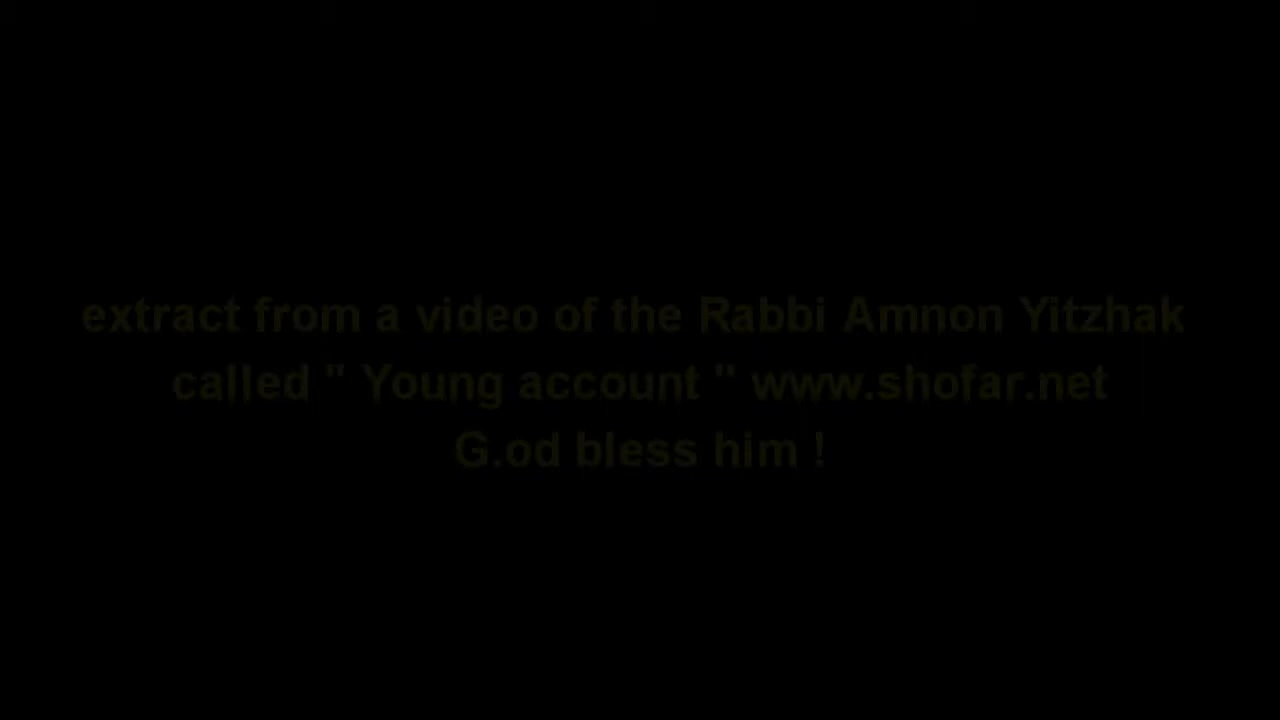 extract from a video of the Rabbi Amnon Yitzhak
called " Young account " www.shofar.net
G.od bless him !